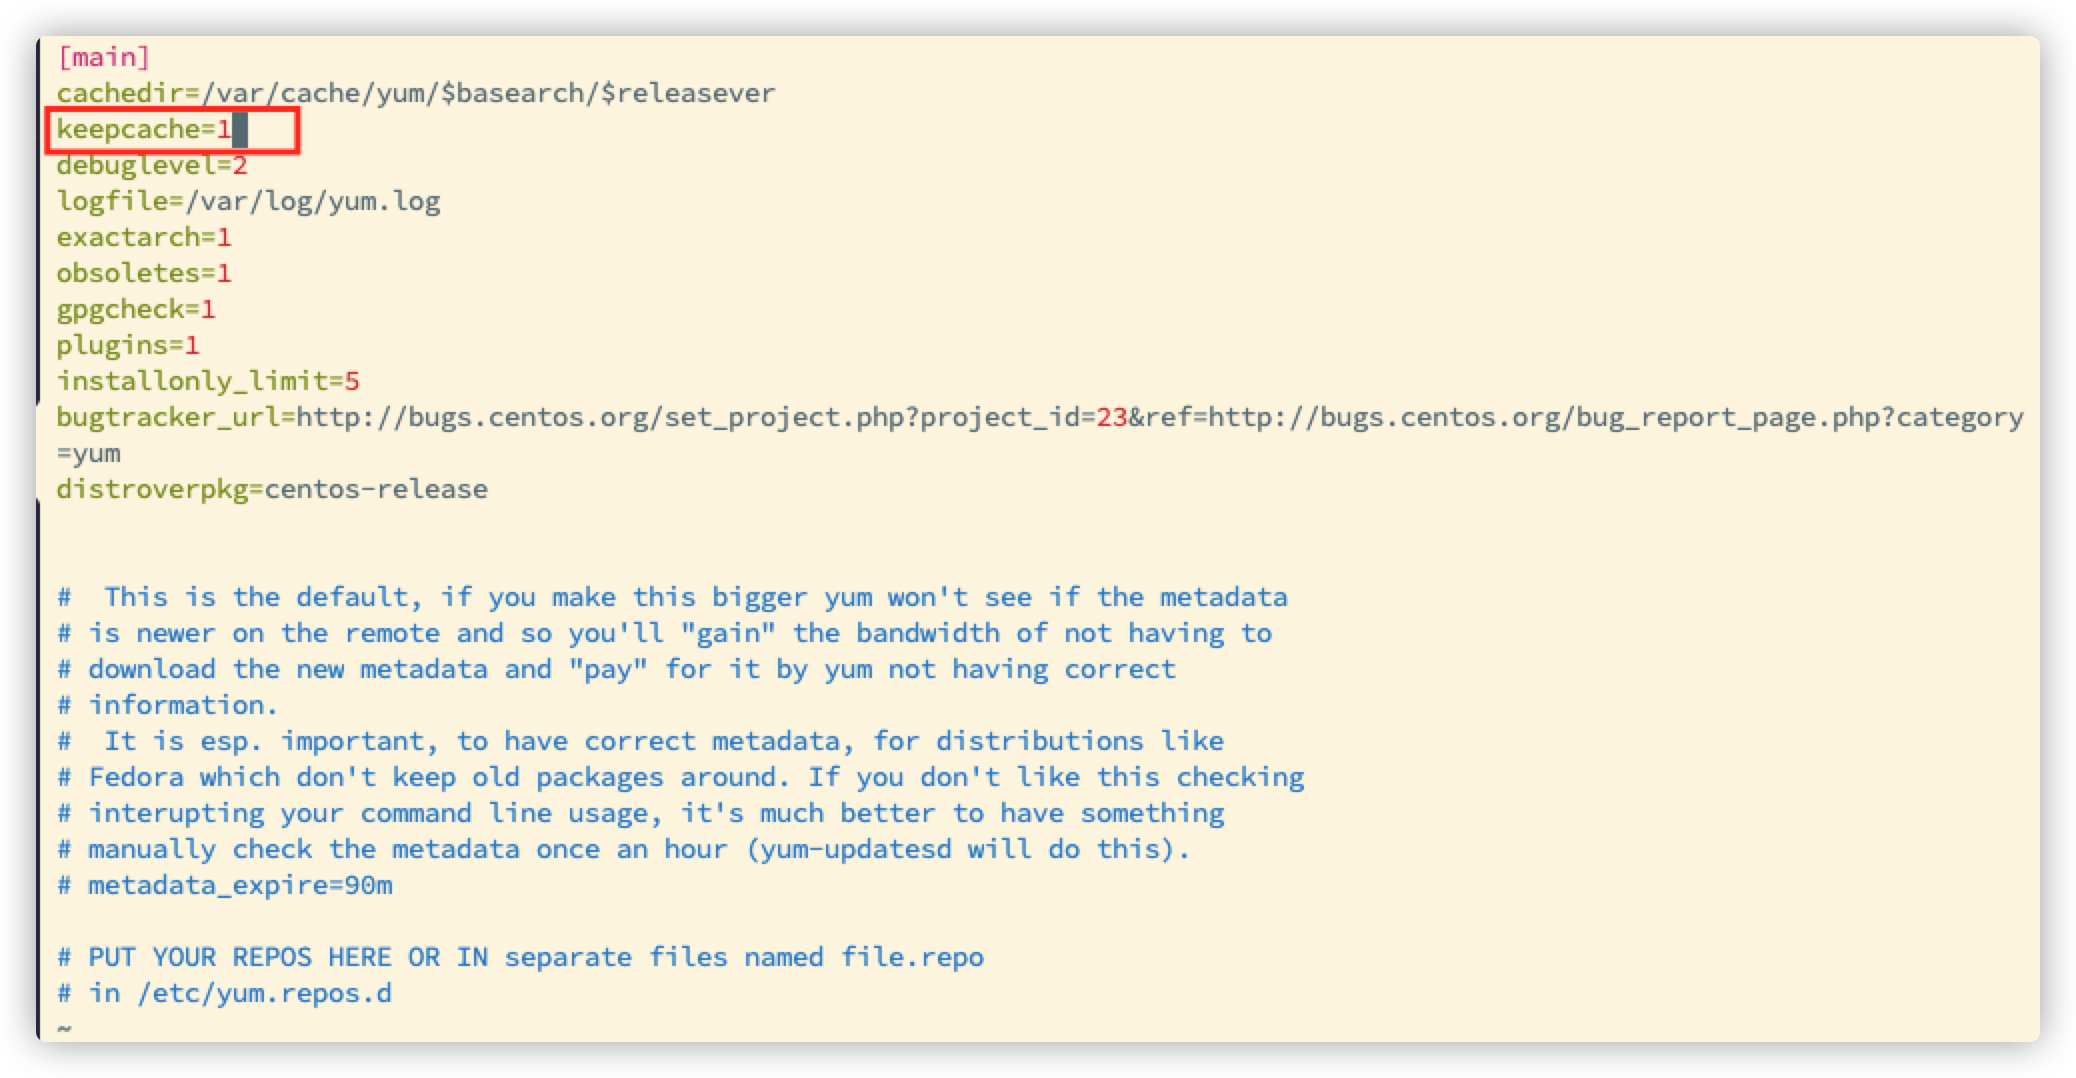 [main]
cachedir=/var/cache/yum/$basearch/$releasever
keepcache=1
debuglevel=2
logfile=/var/log/yum.log
exactarch=1
obsoletes=1
gpgcheck=1
plugins=1
installonly_limit=5
bugtracker_url=http://bugs.centos.org/set_project.php?project_id=23&ref=http://bugs.centos.org/bug_report_page.php?category
=yum
distroverpkg=centos-release
#  This is the default, if you make this bigger yum won't see if the metadata
# is newer on the remote and so you'll "gain" the bandwidth of not having to
# download the new metadata and "pay" for it by yum not having correct
# information.
#  It is esp. important, to have correct metadata, for distributions like
# Fedora which don't keep old packages around. If you don't like this checking
# interupting your command line usage, it's much better to have something
# manually check the metadata once an hour (yum-updatesd will do this).
# metadata_expire=90m
# PUT YOUR REPOS HERE OR IN separate files named file.repo
# in /etc/yum.repos.d
~